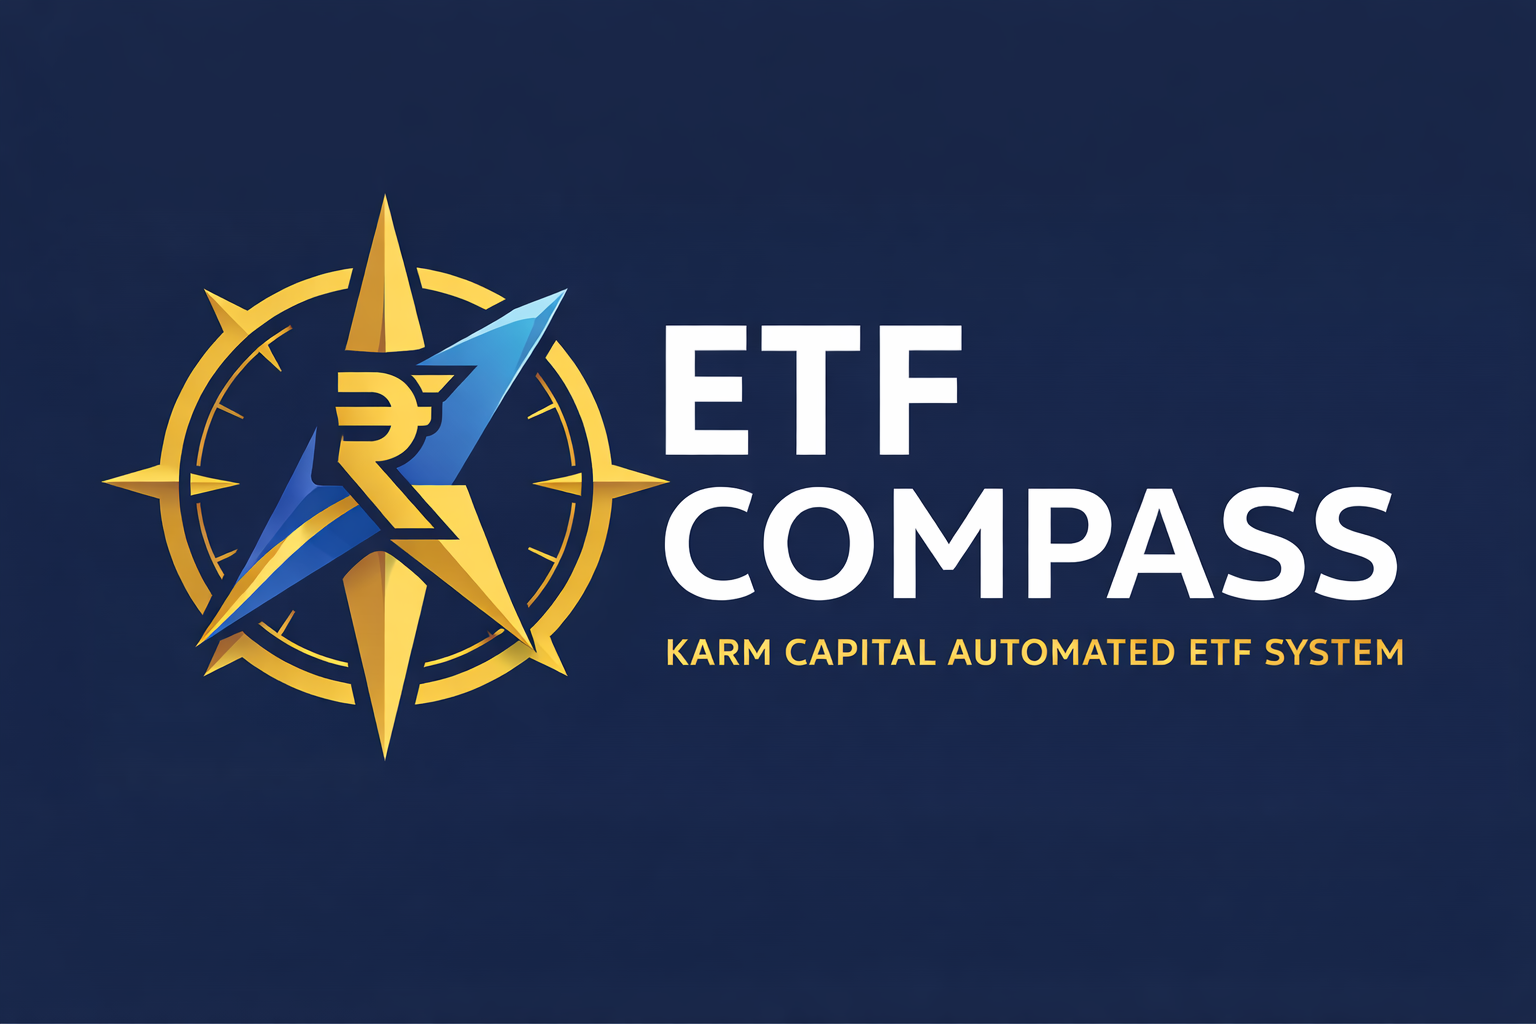 ETF
COMPASS
KARM CAPITAL AUTOMATED ETF SYSTEM